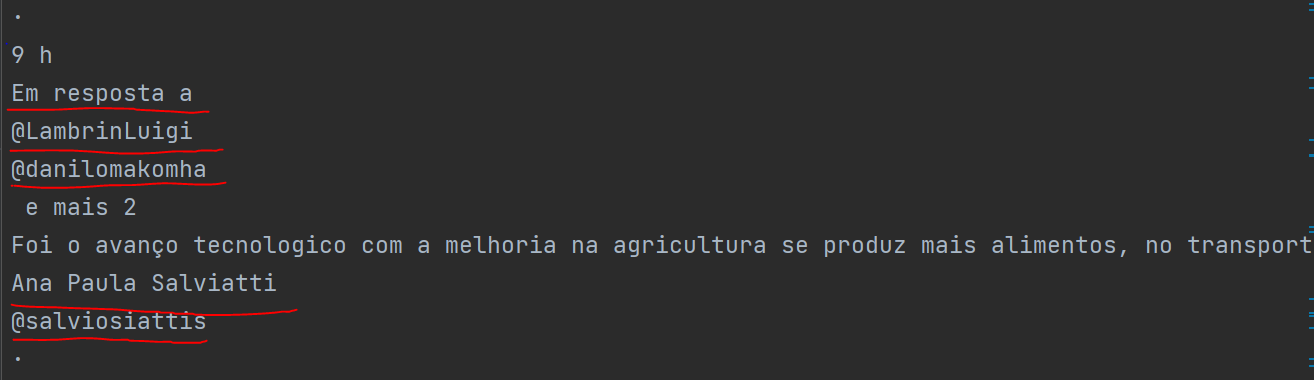 ·
9 h
Em resposta a
@LambrinLuigi
@danilomakomha
e mais 2
Foi o avanço tecnologico com a melhoria na agricultura se produz mais alimentos, no transport
Ana Paula Salviatti
@salviosiattis
·